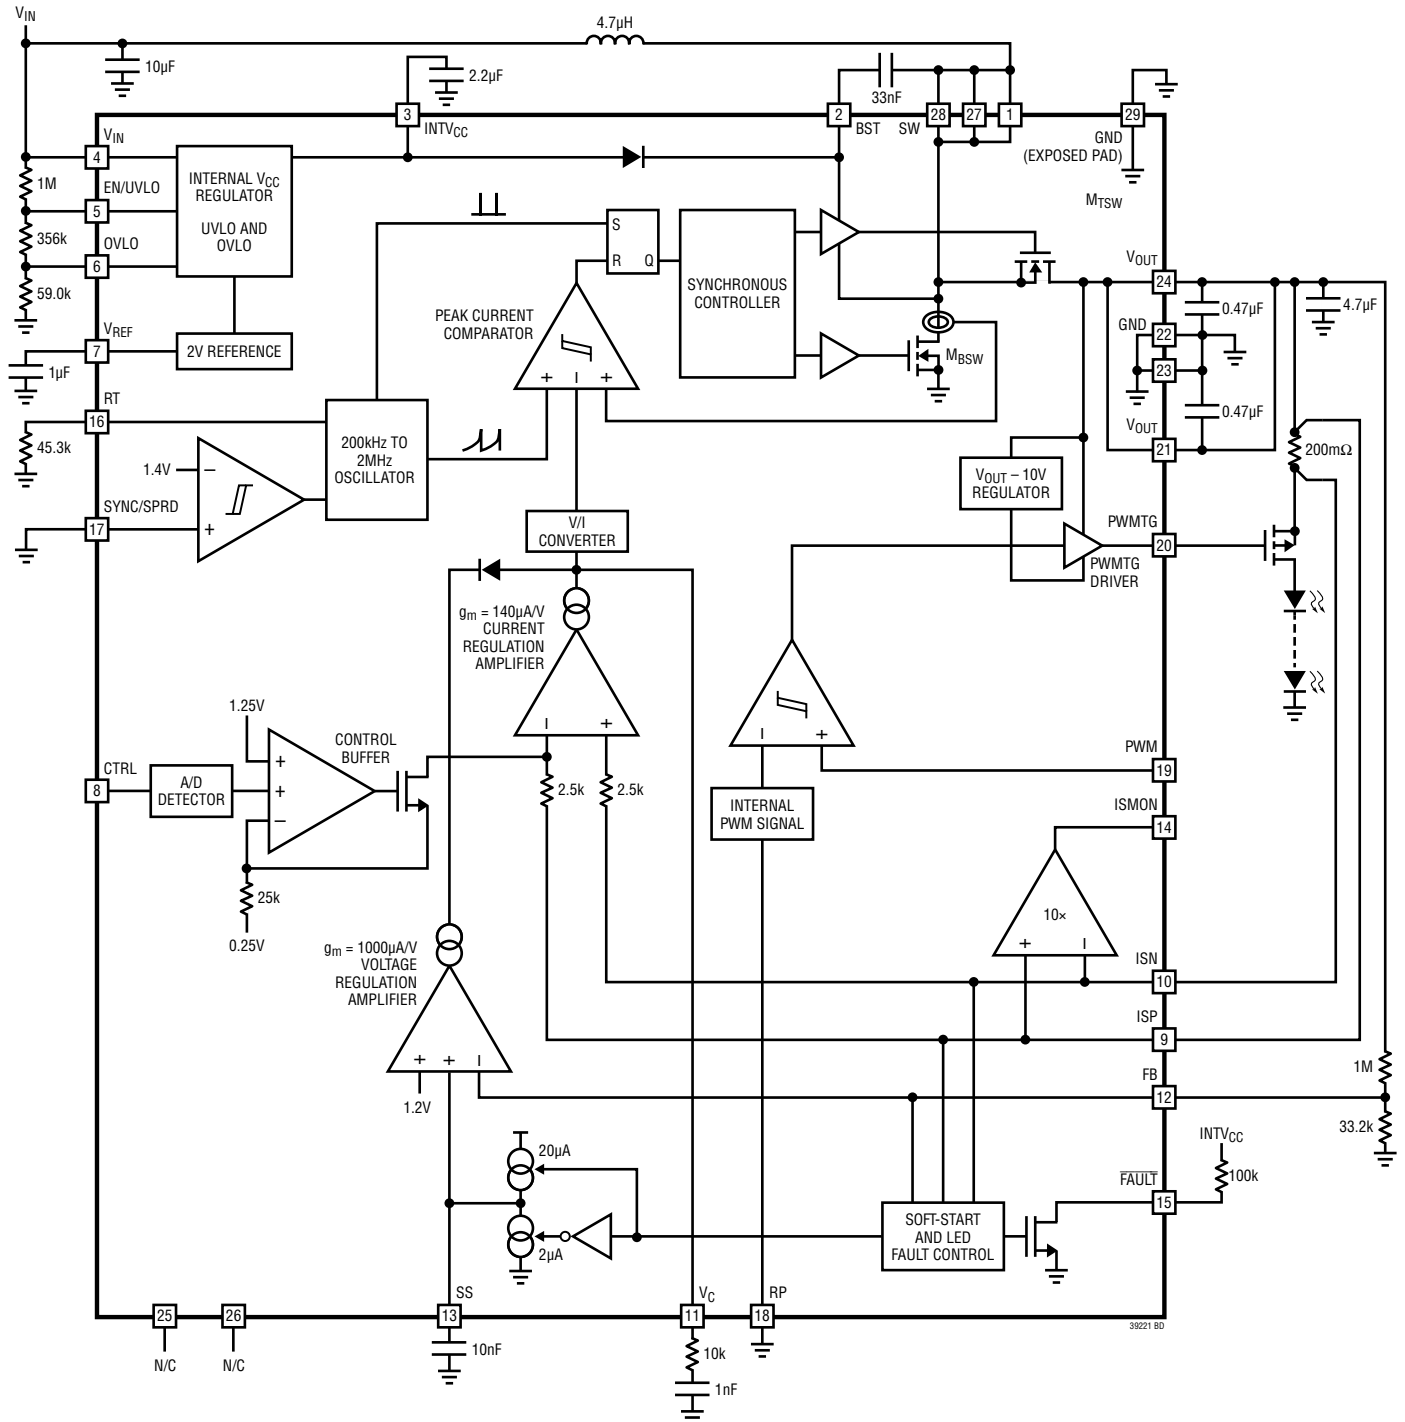 VIN
4.7µH
10µF
2.2µF
33nF
3
INTVCC
2
BST
SW
28
27
1
29
GND
(EXPOSED PAD)
VIN
4
1M
EN/UVLO
5
356k
OVLO
6
59.0k
INTERNAL VCC
REGULATOR
UVLO AND
OVLO
VREF
7
1µF
2V REFERENCE
RT
16
45.3k
1.4V
–
+
SYNC/SPRD
17
200kHz TO
2MHz
OSCILLATOR
PEAK CURRENT
COMPARATOR
+
–
+
S
R
Q
SYNCHRONOUS
CONTROLLER
MTSW
MBSW
VOUT
24
0.47µF
4.7µF
GND
22
23
0.47µF
VOUT
21
200mΩ
VOUT – 10V
REGULATOR
PWMTG
20
PWMTG
DRIVER
V/I
CONVERTER
gm = 140µA/V
CURRENT
REGULATION
AMPLIFIER
–
+
2.5k
2.5k
1.25V
CONTROL
BUFFER
+
+
–
CTRL
8
A/D
DETECTOR
25k
0.25V
–
+
INTERNAL
PWM SIGNAL
PWM
19
ISMON
14
10×
+
–
ISN
10
ISP
9
FB
12
1M
33.2k
gm = 1000µA/V
VOLTAGE
REGULATION
AMPLIFIER
+
+
–
1.2V
20µA
2µA
SOFT-START
AND LED
FAULT CONTROL
INTVCC
100k
FAULT
15
SS
13
10nF
VC
11
10k
1nF
RP
18
25
N/C
26
N/C
39221 BD